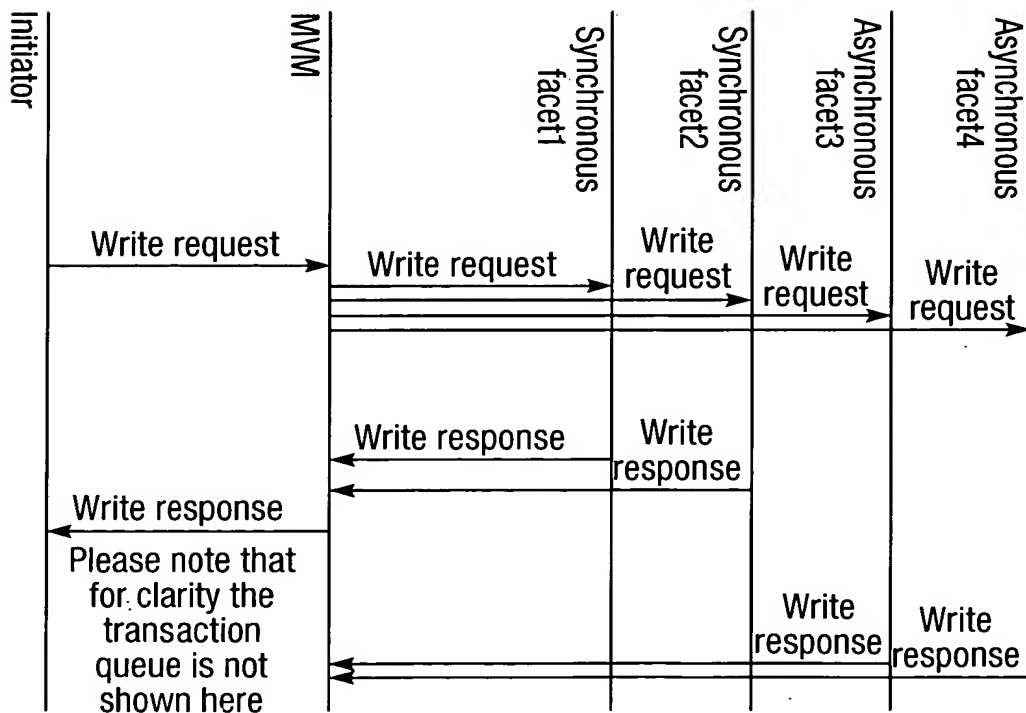 Initiator
MVM
Synchronous
facet1
Synchronous
facet2
Asynchronous
facet3
Asynchronous
facet4
Write request
Write request
Write
request
Write
request
Write
request
Write response
Write
response
Write response
Please note that
for clarity the
transaction
queue is not
shown here
Write
response
Write
response